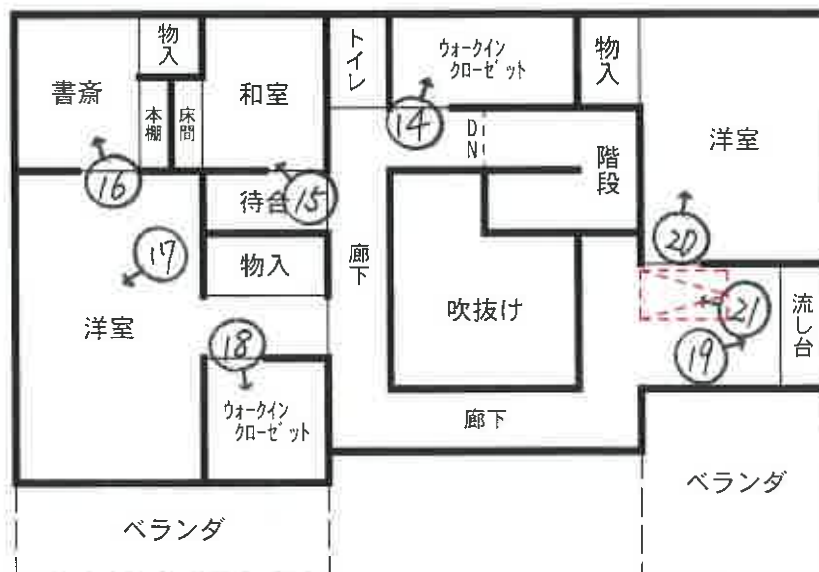 物入
書斎
本棚
床間
和室
トイレ
ウォークイン
クローゼット
物入
14
DN
階段
洋室
16
待合
15
17
物入
廊下
吹抜け
20
21
流し台
19
洋室
18
ウォークイン
クローゼット
廊下
ベランダ
ベランダ